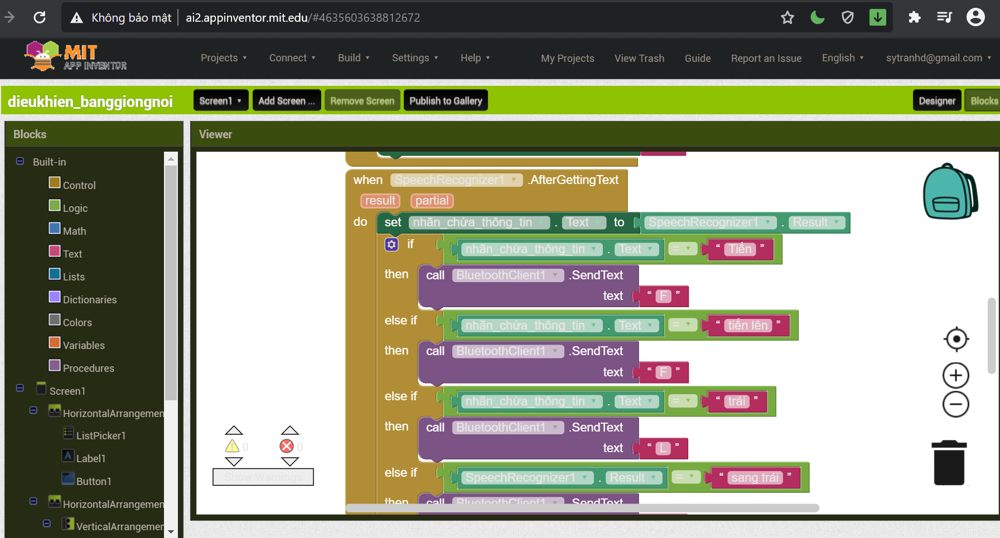 Không bảo mật ai2.appinventor.mit.edu/#4635603638812672
MIT
APP INVENTOR
Projects Connect Build Settings Help My Projects View Trash Guide Report an Issue English sytranhd@gmail.com
dieukhien_banggiongnoi Screen1 Add Screen ... Remove Screen Publish to Gallery Designer Blocks
Blocks
Built-in
Control
Logic
Math
Text
Lists
Dictionaries
Colors
Variables
Procedures
Screen1
HorizontalArrangemen
ListPicker1
Label1
Button1
HorizontalArrangemen
VerticalArrangemen
Viewer
when SpeechRecognizer1 .AfterGettingText
result partial
do set nhãn_chứa_thông_tin . Text to SpeechRecognizer1 . Result
if nhãn_chứa_thông_tin . Text = “ Tiến ”
then call BluetoothClient1 .SendText
text “ F ”
else if nhãn_chứa_thông_tin . Text = “ tiến lên ”
then call BluetoothClient1 .SendText
text “ F ”
else if nhãn_chứa_thông_tin . Text = “ trái ”
then call BluetoothClient1 .SendText
text “ L ”
else if SpeechRecognizer1 . Result = “ sang trái ”
then call BluetoothClient1 .SendText
0 0
Show Warnings